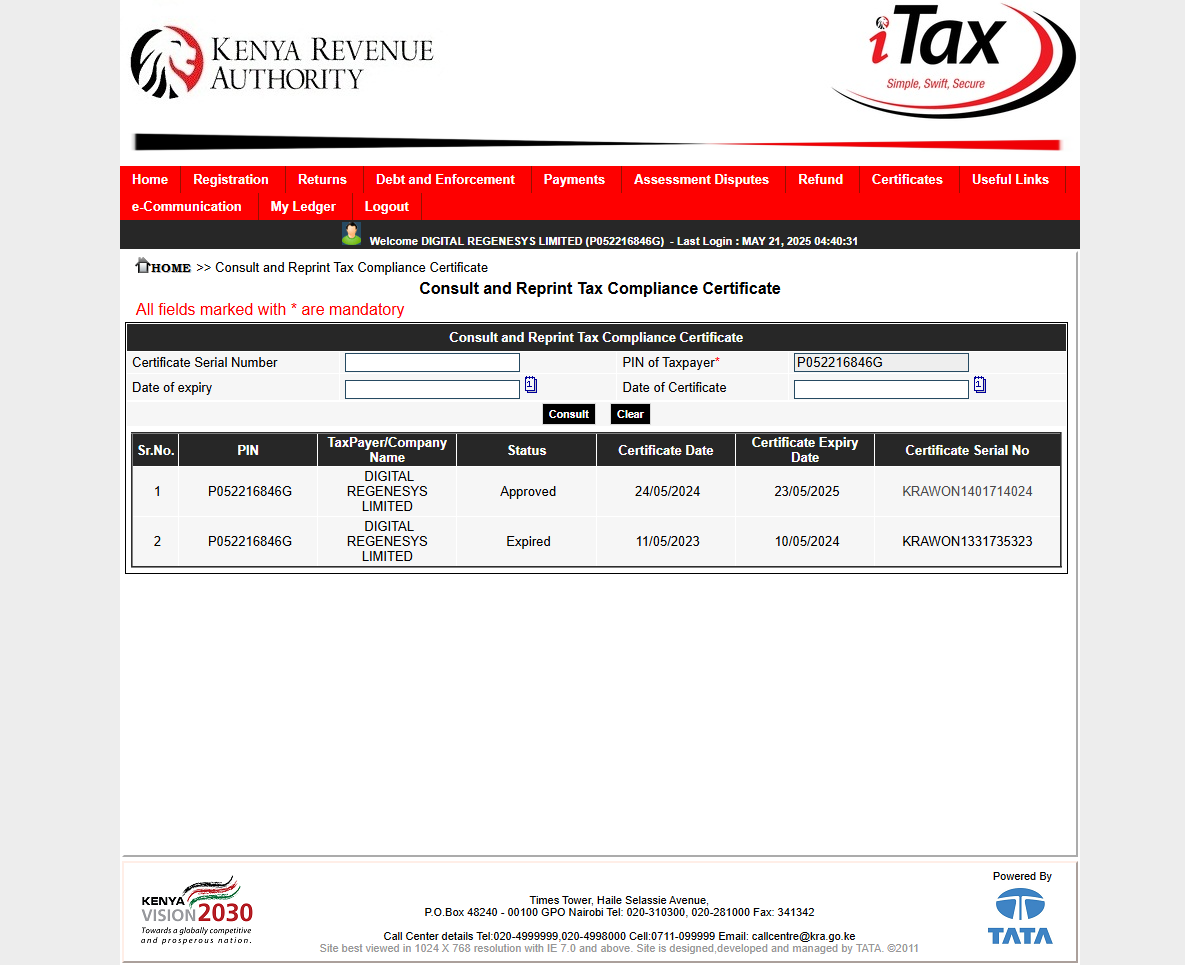 KENYA REVENUE
AUTHORITY
iTax
Simple, Swift, Secure
Home Registration Returns Debt and Enforcement Payments Assessment Disputes Refund Certificates Useful Links
e-Communication My Ledger Logout
Welcome DIGITAL REGENESYS LIMITED (P052216846G) - Last Login : MAY 21, 2025 04:40:31
HOME >> Consult and Reprint Tax Compliance Certificate
Consult and Reprint Tax Compliance Certificate
All fields marked with * are mandatory
Consult and Reprint Tax Compliance Certificate
Certificate Serial Number PIN of Taxpayer* P052216846G
Date of expiry 1 Date of Certificate 1
Consult Clear
Sr.No. PIN TaxPayer/Company Name Status Certificate Date Certificate Expiry Date Certificate Serial No
1 P052216846G DIGITAL REGENESYS LIMITED Approved 24/05/2024 23/05/2025 KRAWON1401714024
2 P052216846G DIGITAL REGENESYS LIMITED Expired 11/05/2023 10/05/2024 KRAWON1331735323
KENYA
VISION 2030
Towards a globally competitive
and prosperous nation.
Times Tower, Haile Selassie Avenue,
P.O.Box 48240 - 00100 GPO Nairobi Tel: 020-310300, 020-281000 Fax: 341342
Call Center details Tel:020-4999999,020-4998000 Cell:0711-099999 Email: callcentre@kra.go.ke
Site best viewed in 1024 X 768 resolution with IE 7.0 and above. Site is designed,developed and managed by TATA. ©2011
Powered By
TATA